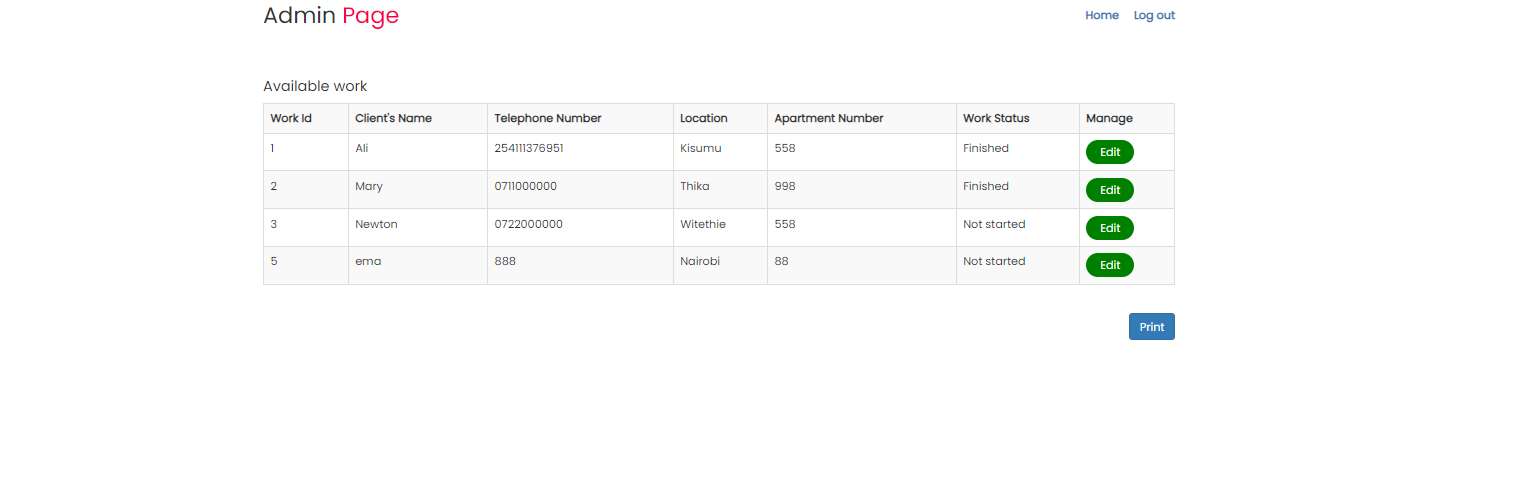 Admin Page Home Log out
Available work
Work Id Client's Name Telephone Number Location Apartment Number Work Status Manage
1 Ali 254111376951 Kisumu 558 Finished Edit
2 Mary 0711000000 Thika 998 Finished Edit
3 Newton 0722000000 Witethie 558 Not started Edit
5 ema 888 Nairobi 88 Not started Edit
Print